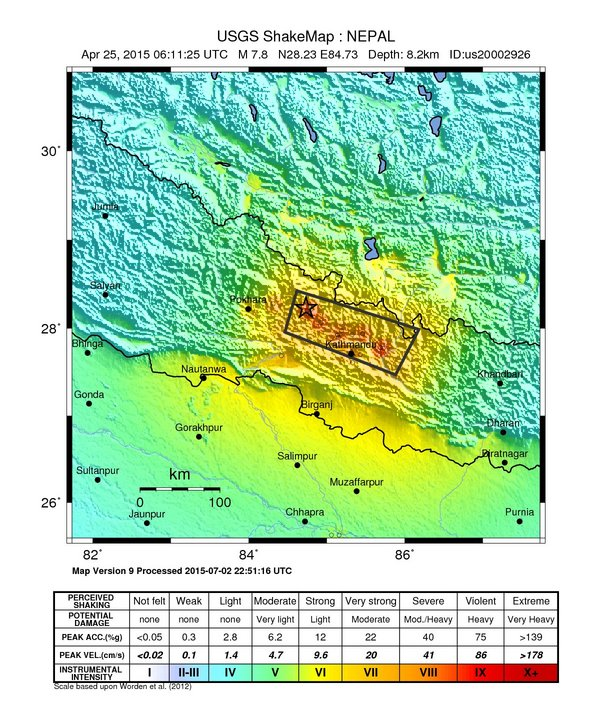 USGS ShakeMap : NEPAL
Apr 25, 2015 06:11:25 UTC M 7.8 N28.23 E84.73 Depth: 8.2km ID:us20002926
30°
Jumla
Salyan
Pokhara
28°
Bhinga
Kathmandu
Nautanwa
Khandbari
Gonda
Birganj
Gorakhpur
Dharan
Salimpur
Biratnagar
Sultanpur
km
Muzaffarpur
26°
0 100
Jaunpur
Chhapra
Purnia
82° 84° 86°
Map Version 9 Processed 2015-07-02 22:51:16 UTC
PERCEIVED SHAKING Not felt Weak Light Moderate Strong Very strong Severe Violent Extreme
POTENTIAL DAMAGE none none none Very light Light Moderate Mod./Heavy Heavy Very Heavy
PEAK ACC.(%g) <0.05 0.3 2.8 6.2 12 22 40 75 >139
PEAK VEL.(cm/s) <0.02 0.1 1.4 4.7 9.6 20 41 86 >178
INSTRUMENTAL INTENSITY I II-III IV V VI VII VIII IX X+
Scale based upon Worden et al. (2012)